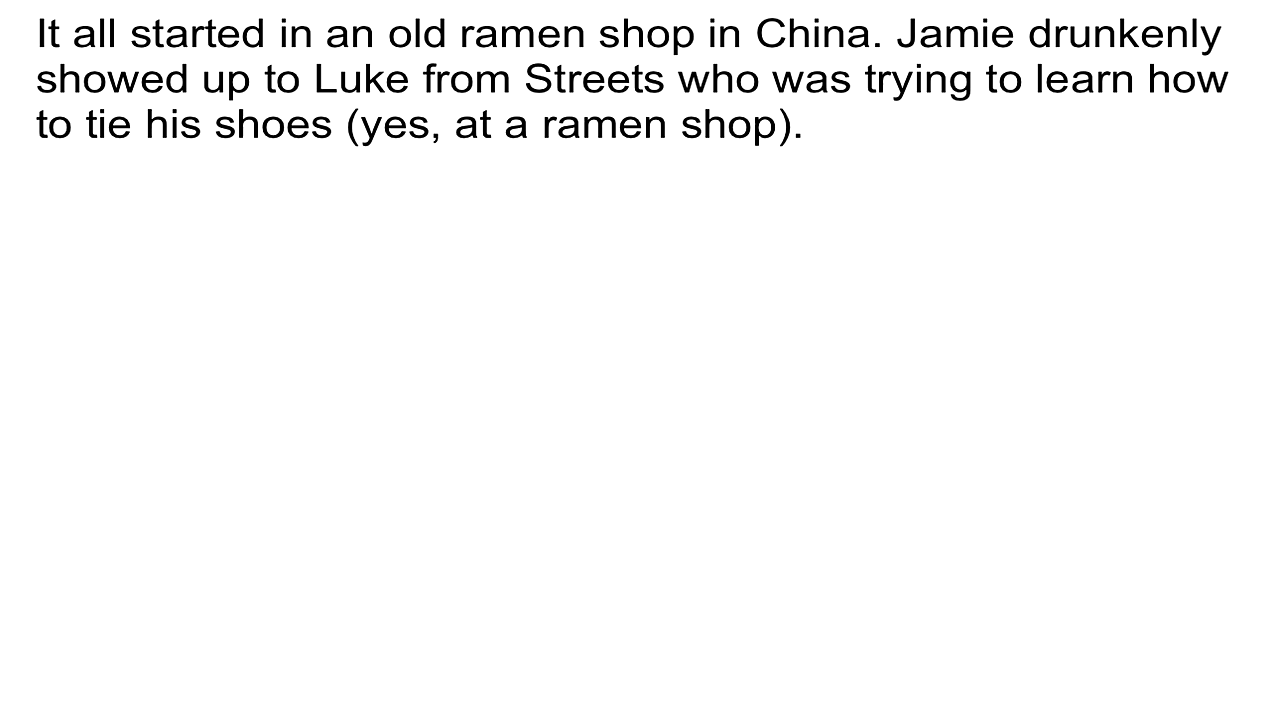 It all started in an old ramen shop in China. Jamie drunkenly
showed up to Luke from Streets who was trying to learn how
to tie his shoes (yes, at a ramen shop).